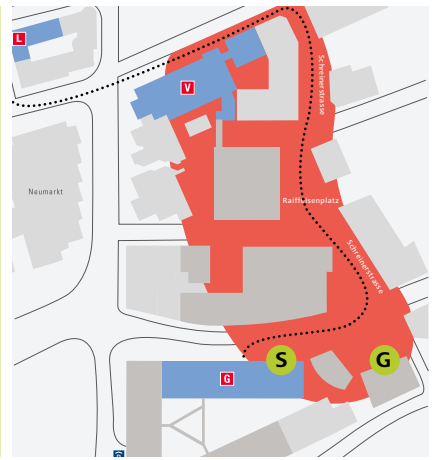 L
V
Schreinerstrasse
Neumarkt
Raiffeisenplatz
Schreinerstrasse
S
G
G